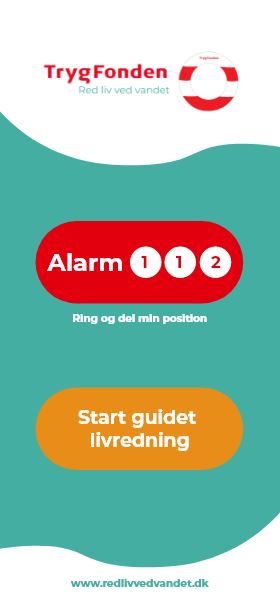 TrygFonden
Red liv ved vandet
TrygFonden
Alarm 1 1 2
Ring og del min position
Start guidet
livredning
www.redlivvedvandet.dk